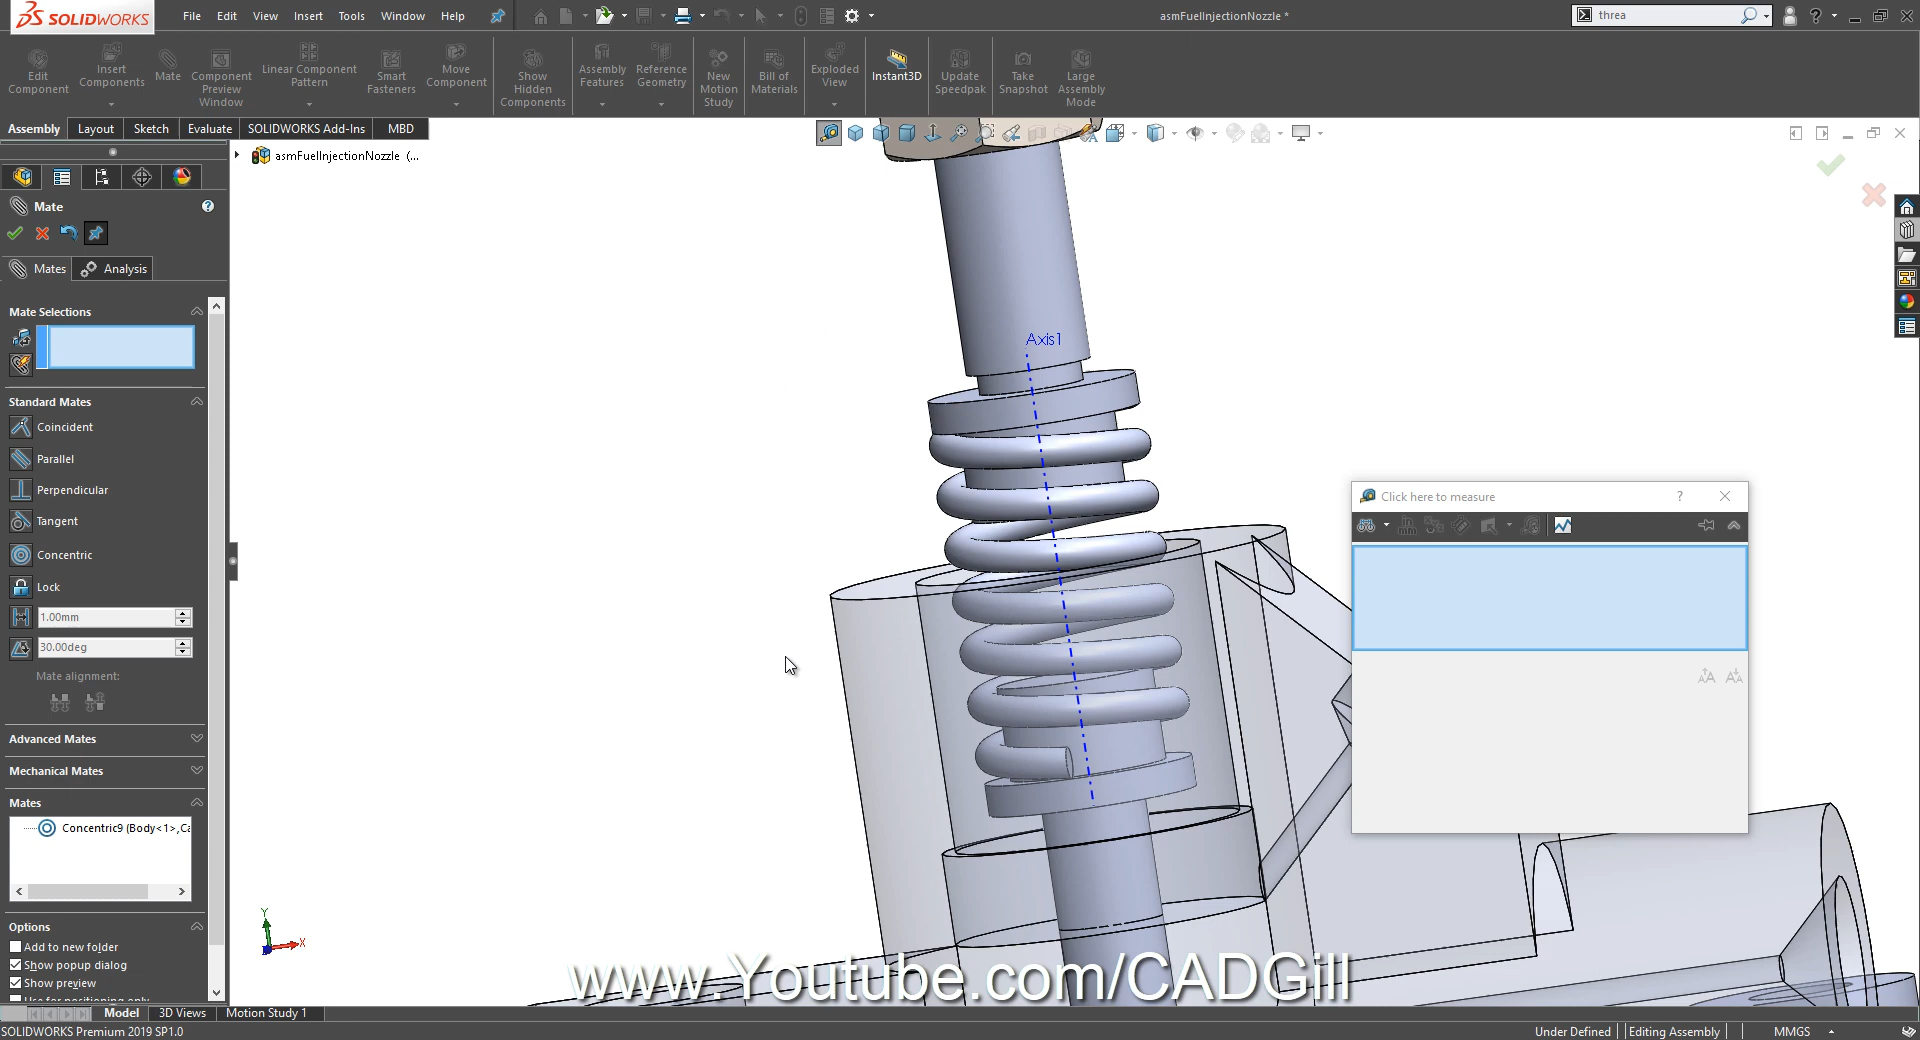 SOLIDWORKS
File Edit View Insert Tools Window Help
asmFuelInjectionNozzle *
threa
Edit Component
Insert Components
Mate
Component Preview Window
Linear Component Pattern
Smart Fasteners
Move Component
Show Hidden Components
Assembly Features
Reference Geometry
New Motion Study
Bill of Materials
Exploded View
Instant3D
Update Speedpak
Take Snapshot
Large Assembly Mode
Assembly Layout Sketch Evaluate SOLIDWORKS Add-Ins MBD
asmFuelInjectionNozzle (...
Mate
Mates Analysis
Mate Selections
Standard Mates
Coincident
Parallel
Perpendicular
Tangent
Concentric
Lock
1.00mm
30.00deg
Mate alignment:
Advanced Mates
Mechanical Mates
Mates
Concentric9 (Body<1>,Ca
Options
Add to new folder
Show popup dialog
Show preview
Use for positioning only
Axis1
Click here to measure
Y
X
www.Youtube.com/CADGill
Model 3D Views Motion Study 1
SOLIDWORKS Premium 2019 SP1.0
Under Defined Editing Assembly MMGS